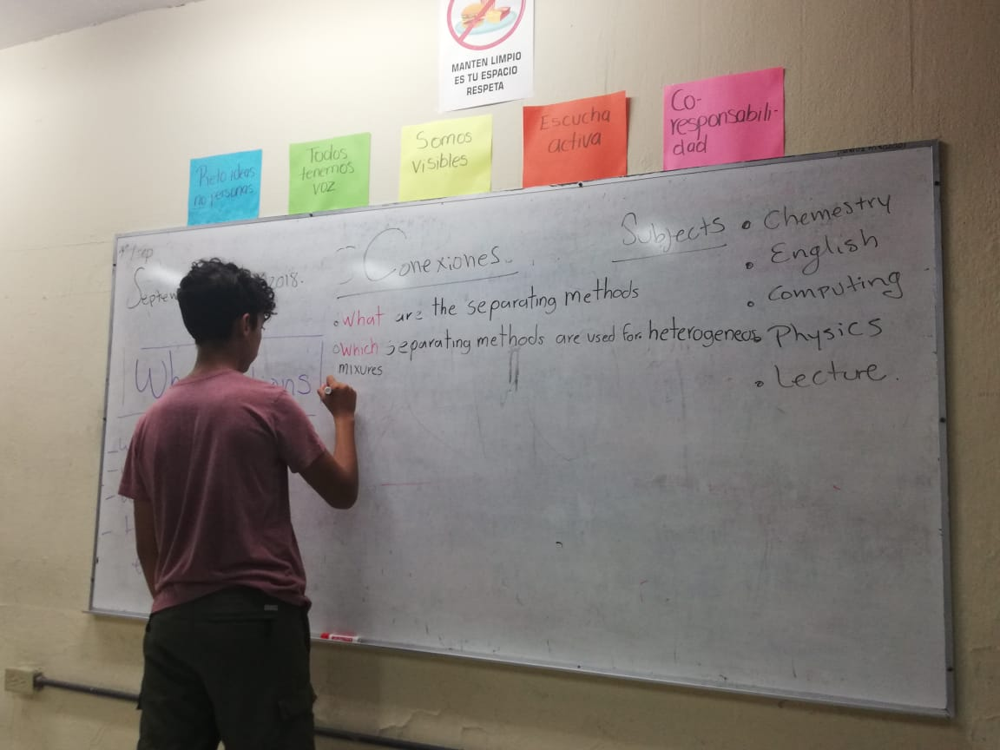 MANTEN LIMPIO
ES TU ESPACIO
RESPETA
Reto ideas
no personas
Todos
tenemos
voz
Somos
visibles
Escucha
activa
Co-
responsabili-
dad
Septem 2018.
Conexiones.
• What are the separating methods
• Which separating methods are used for heterogeneos
mixures
Subjects
• Chemestry
• English
• Computing
Physics
• Lecture.